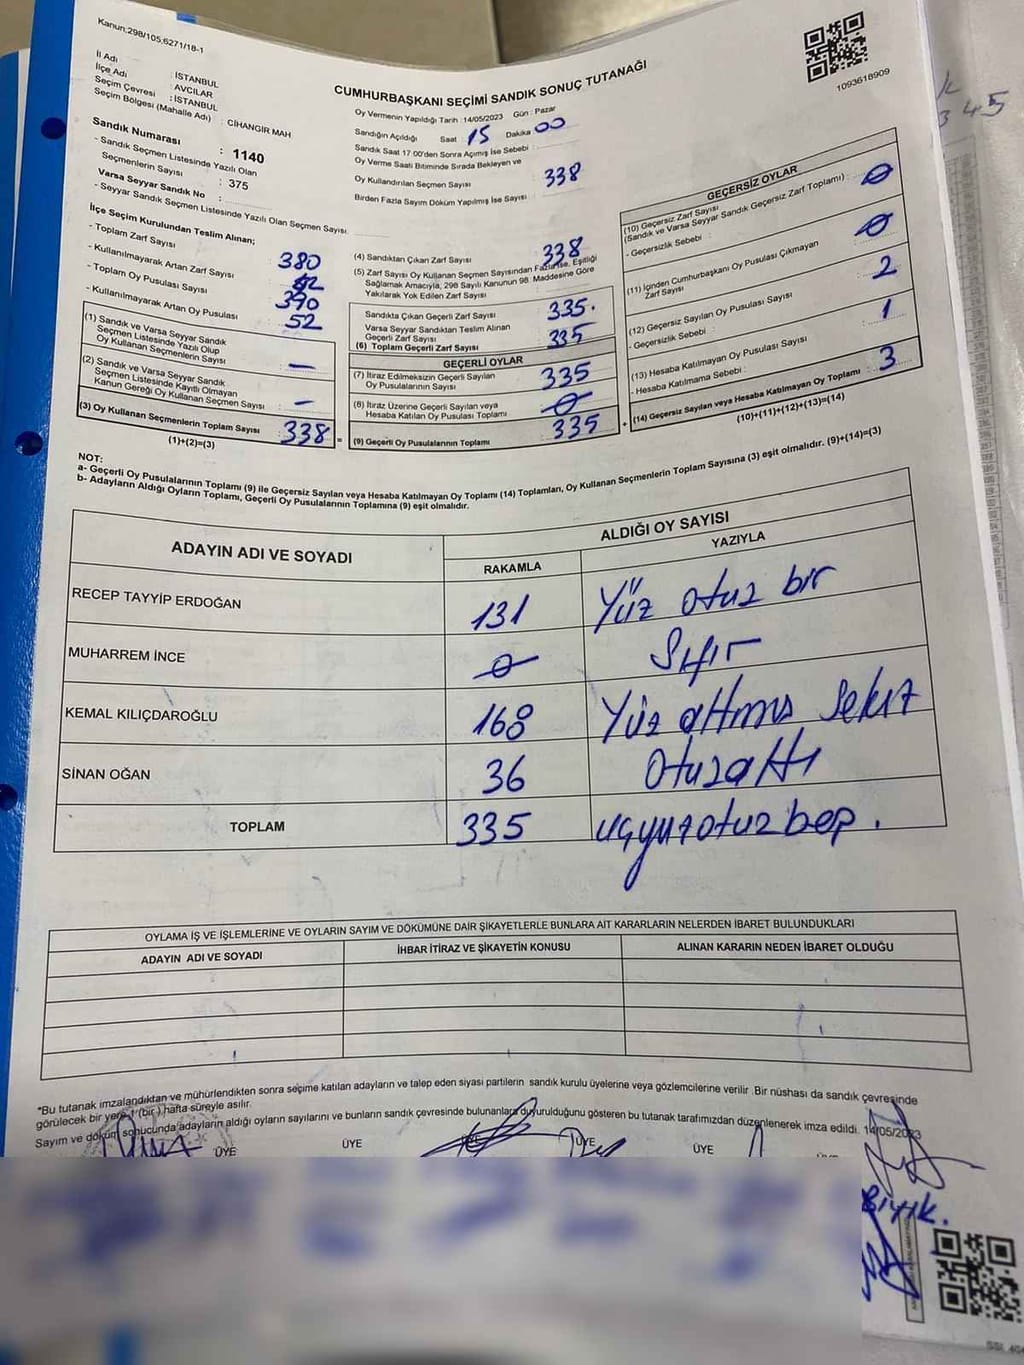 Kanun:298/105,6271/18-1
1093618909
CUMHURBAŞKANI SEÇİMİ SANDIK SONUÇ TUTANAĞI
İl Adı : İSTANBUL
İlçe Adı : AVCILAR
Seçim Çevresi : İSTANBUL
Seçim Bölgesi (Mahalle Adı) : CİHANGİR MAH
Sandık Numarası : 1140
- Sandık Seçmen Listesinde Yazılı Olan
Seçmenlerin Sayısı : 375
Varsa Seyyar Sandık No :
- Seyyar Sandık Seçmen Listesinde Yazılı Olan Seçmen Sayısı:
Oy Vermenin Yapıldığı Tarih :14/05/2023 Gün : Pazar
Sandığın Açıldığı Saat 15 Dakika 00
Sandık Saat 17.00'den Sonra Açımış İse Sebebi :
Oy Verme Saati Bitiminde Sırada Bekleyen ve
Oy Kullandırılan Seçmen Sayısı 338
Birden Fazla Sayım Döküm Yapılmış İse Sayısı :
İlçe Seçim Kurulundan Teslim Alınan;
- Toplam Zarf Sayısı 380
- Kullanılmayarak Artan Zarf Sayısı
- Toplam Oy Pusulası Sayısı 390
- Kullanılmayarak Artan Oy Pusulası 52
(1) Sandık ve Varsa Seyyar Sandık
Seçmen Listesinde Yazılı Olup
Oy Kullanan Seçmenlerin Sayısı —
(2) Sandık ve Varsa Seyyar Sandık
Seçmen Listesinde Kayıtlı Olmayan
Kanun Gereği Oy Kullanan Seçmen Sayısı : -
(3) Oy Kullanan Seçmenlerin Toplam Sayısı 338 =
(1)+(2)=(3)
(4) Sandıktan Çıkan Zarf Sayısı 338
(5) Zarf Sayısı Oy Kullanan Seçmen Sayısından Fazla İse, Eşitliği
Sağlamak Amacıyla, 298 Sayılı Kanunun 98. Maddesine Göre
Yakılarak Yok Edilen Zarf Sayısı
Sandıkta Çıkan Geçerli Zarf Sayısı 335.
Varsa Seyyar Sandıktan Teslim Alınan
Geçerli Zarf Sayısı :
(6) Toplam Geçerli Zarf Sayısı 335
GEÇERLİ OYLAR
(7) İtiraz Edilmeksizin Geçerli Sayılan
Oy Pusulalarının Sayısı 335
(8) İtiraz Üzerine Geçerli Sayılan veya
Hesaba Katılan Oy Pusulası Toplamı 0
(9) Geçerli Oy Pusulalarının Toplamı 335 +
GEÇERSİZ OYLAR
(10) Geçersiz Zarf Sayısı
(Sandık ve Varsa Seyyar Sandık Geçersiz Zarf Toplamı) : 0
- Geçersizlik Sebebi :
(11) İçinden Cumhurbaşkanı Oy Pusulası Çıkmayan
Zarf Sayısı 0
(12) Geçersiz Sayılan Oy Pusulası Sayısı 2
- Geçersizlik Sebebi :
(13) Hesaba Katılmayan Oy Pusulası Sayısı 1
- Hesaba Katılmama Sebebi :
(14) Geçersiz Sayılan veya Hesaba Katılmayan Oy Toplamı : 3
(10)+(11)+(12)+(13)=(14)
NOT:
a- Geçerli Oy Pusulalarının Toplamı (9) ile Geçersiz Sayılan veya Hesaba Katılmayan Oy Toplamı (14) Toplamları, Oy Kullanan Seçmenlerin Toplam Sayısına (3) eşit olmalıdır. (9)+(14)=(3)
b- Adayların Aldığı Oyların Toplamı, Geçerli Oy Pusulalarının Toplamına (9) eşit olmalıdır.
ADAYIN ADI VE SOYADI ALDIĞI OY SAYISI
RAKAMLA YAZIYLA
RECEP TAYYİP ERDOĞAN 131 Yüz otuz bir
MUHARREM İNCE 0 Sıfır
KEMAL KILIÇDAROĞLU 168 Yüz altmıs sekiz
SİNAN OĞAN 36 Otuzaltı
TOPLAM 335 uçyuzotuzbeş.
OYLAMA İŞ VE İŞLEMLERİNE VE OYLARIN SAYIM VE DÖKÜMÜNE DAİR ŞİKAYETLERLE BUNLARA AİT KARARLARIN NELERDEN İBARET BULUNDUKLARI
ADAYIN ADI VE SOYADI İHBAR İTİRAZ VE ŞİKAYETİN KONUSU ALINAN KARARIN NEDEN İBARET OLDUĞU
*Bu tutanak imzalandıktan ve mühürlendikten sonra seçime katılan adayların ve talep eden siyasi partilerin sandık kurulu üyelerine veya gözlemcilerine verilir .Bir nüshası da sandık çevresinde
görülecek bir yere 1 (bir) hafta süreyle asılır.
Sayım ve döküm sonucunda adayların aldığı oyların sayılarını ve bunların sandık çevresinde bulunanlara duyurulduğunu gösteren bu tutanak tarafımızdan düzenlenerek imza edildi. 14/05/2023
ÜYE ÜYE ÜYE ÜYE ÜYE
345